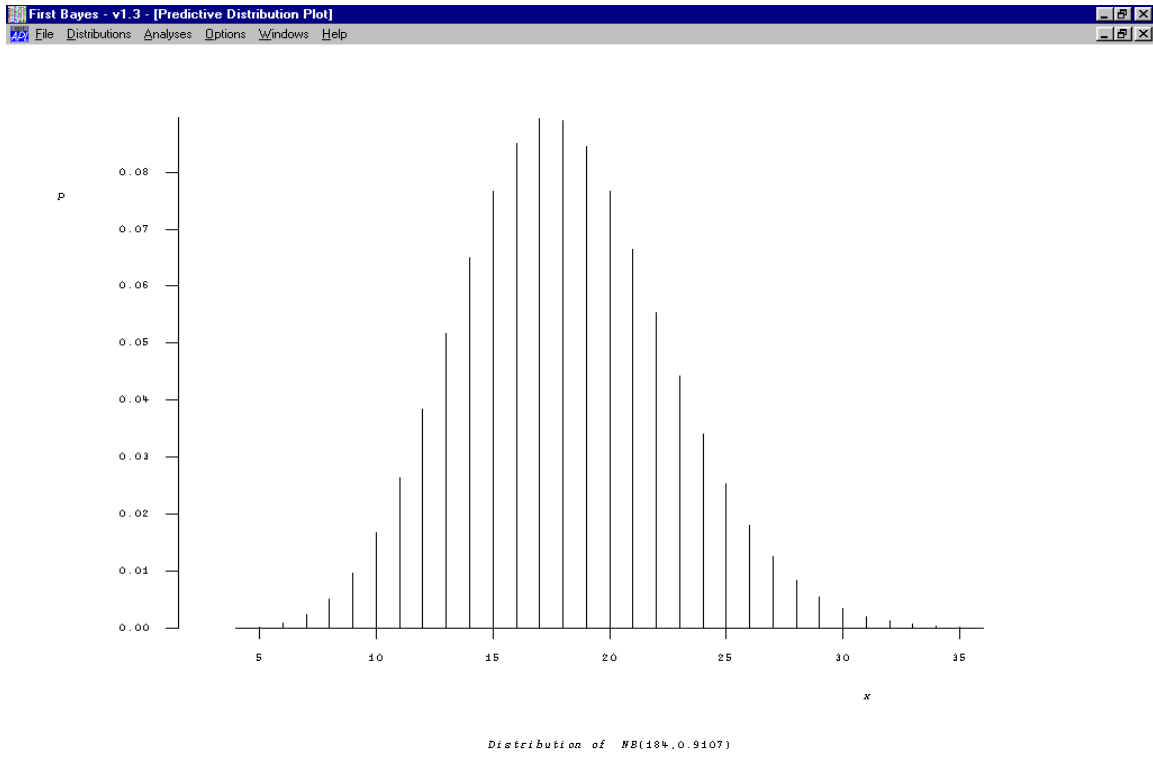 First Bayes - v1.3 - [Predictive Distribution Plot]
File Distributions Analyses Options Windows Help
0.08
p
0.07
0.06
0.05
0.04
0.03
0.02
0.01
0.00
5 10 15 20 25 30 35
x
Distribution of NB(184,0.9107)